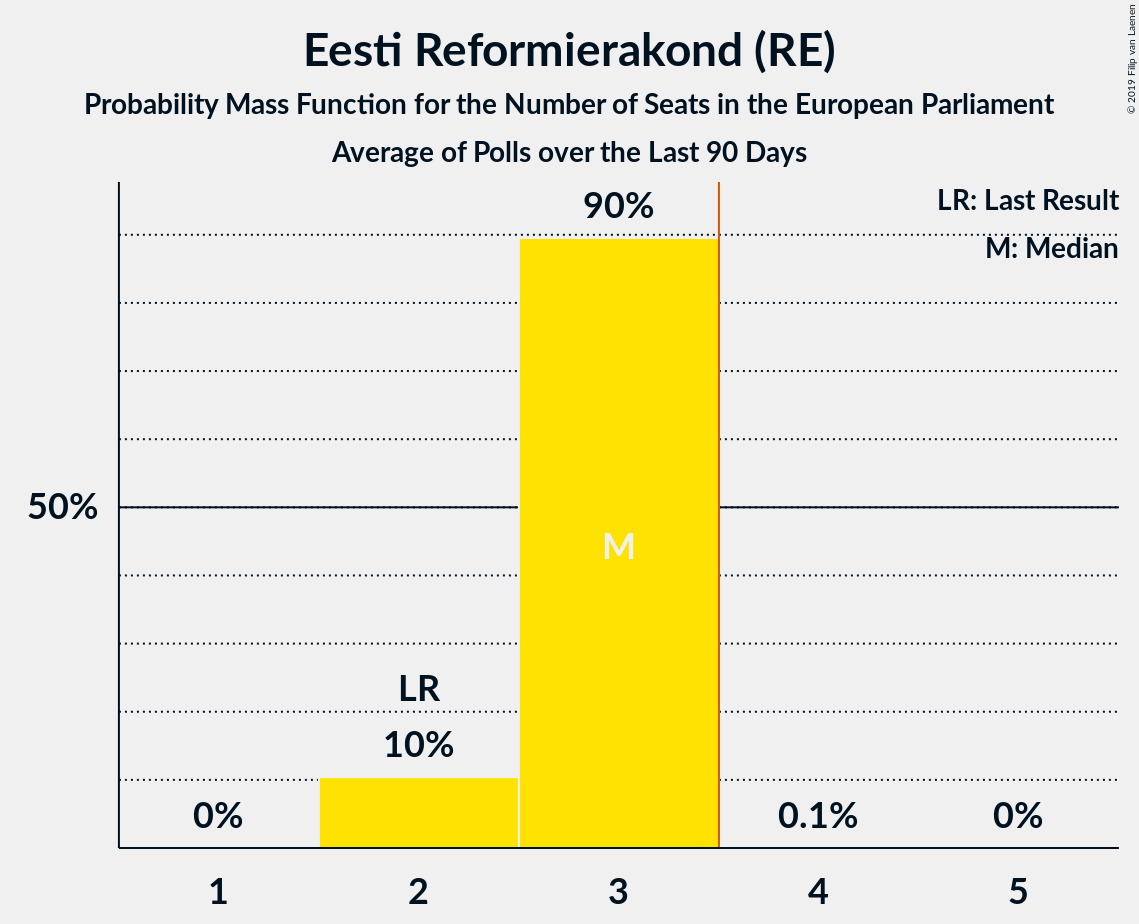 Eesti Reformierakond (RE)
Probability Mass Function for the Number of Seats in the European Parliament
Average of Polls over the Last 90 Days
© 2019 Filip van Laenen
LR: Last Result
M: Median
90%
50%
M
LR
10%
0%
0.1%
0%
1
2
3
4
5